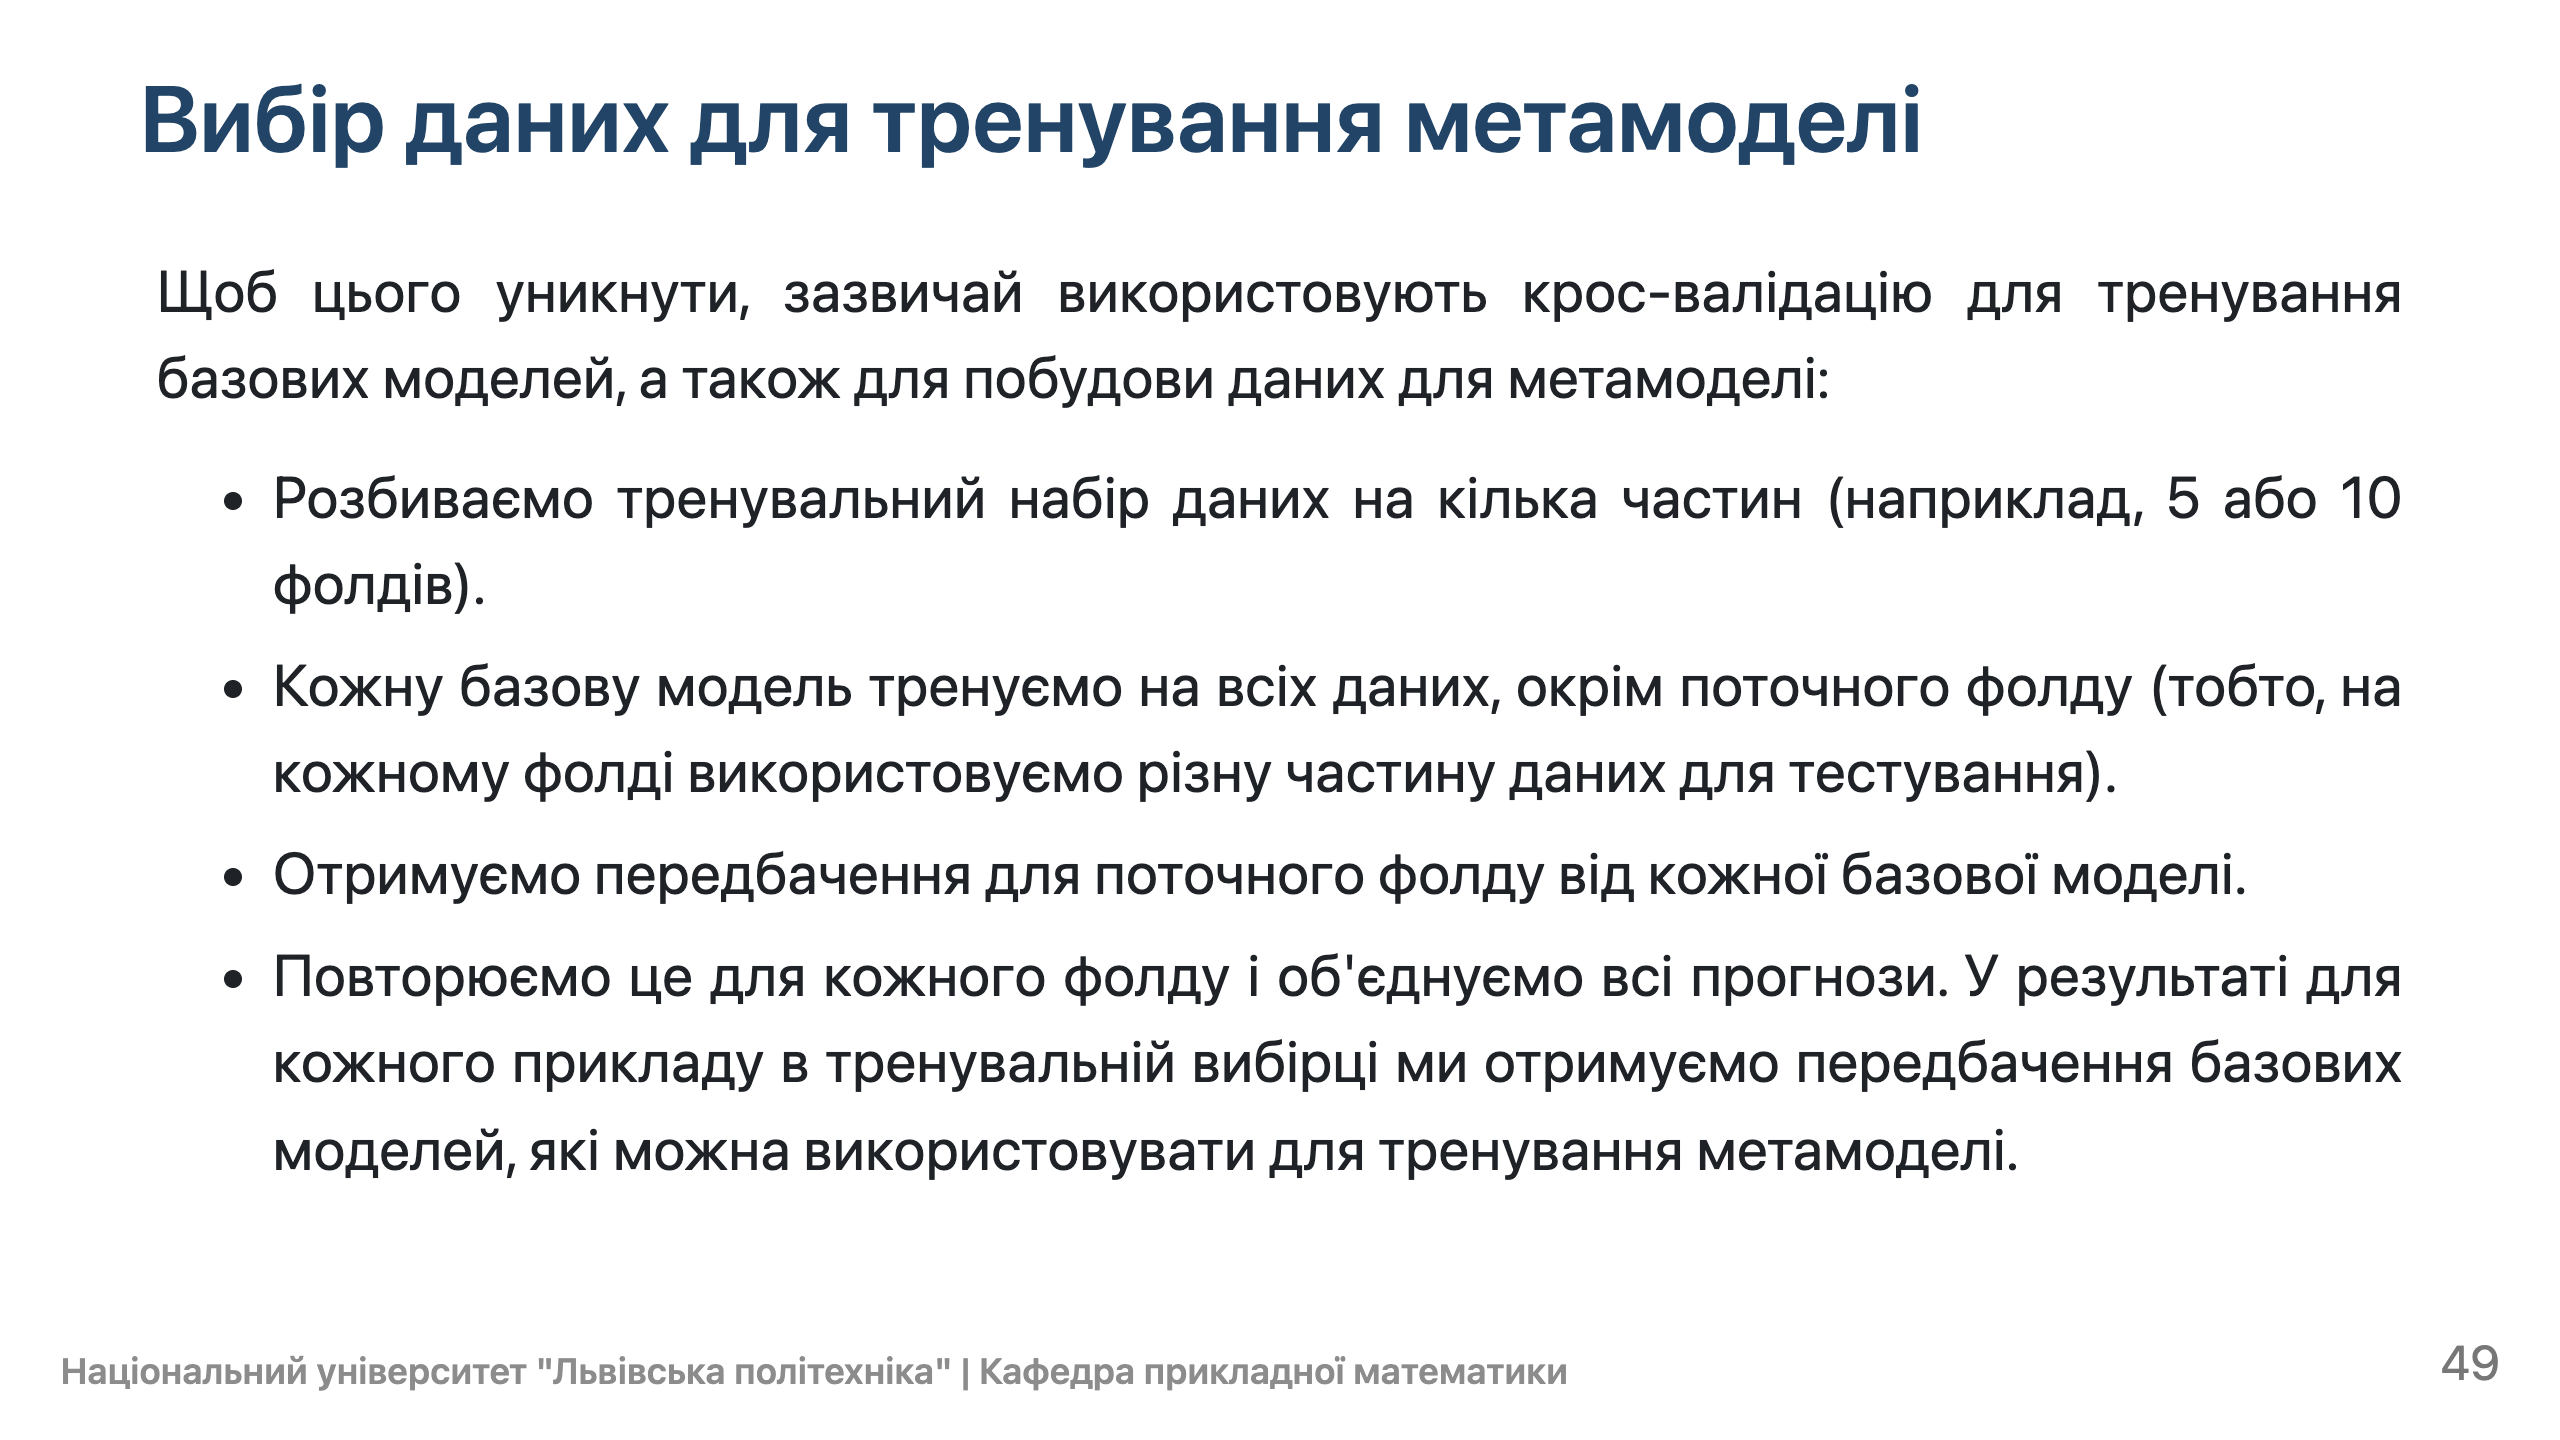 Вибір даних для тренування метамоделі
Щоб цього уникнути, зазвичай використовують крос-валідацію для тренування
базових моделей, а також для побудови даних для метамоделі:
• Розбиваємо тренувальний набір даних на кілька частин (наприклад, 5 або 10
фолдів).
• Кожну базову модель тренуємо на всіх даних, окрім поточного фолду (тобто, на
кожному фолді використовуємо різну частину даних для тестування).
• Отримуємо передбачення для поточного фолду від кожної базової моделі.
• Повторюємо це для кожного фолду і об'єднуємо всі прогнози. У результаті для
кожного прикладу в тренувальній вибірці ми отримуємо передбачення базових
моделей, які можна використовувати для тренування метамоделі.
Національний університет "Львівська політехніка" | Кафедра прикладної математики
49